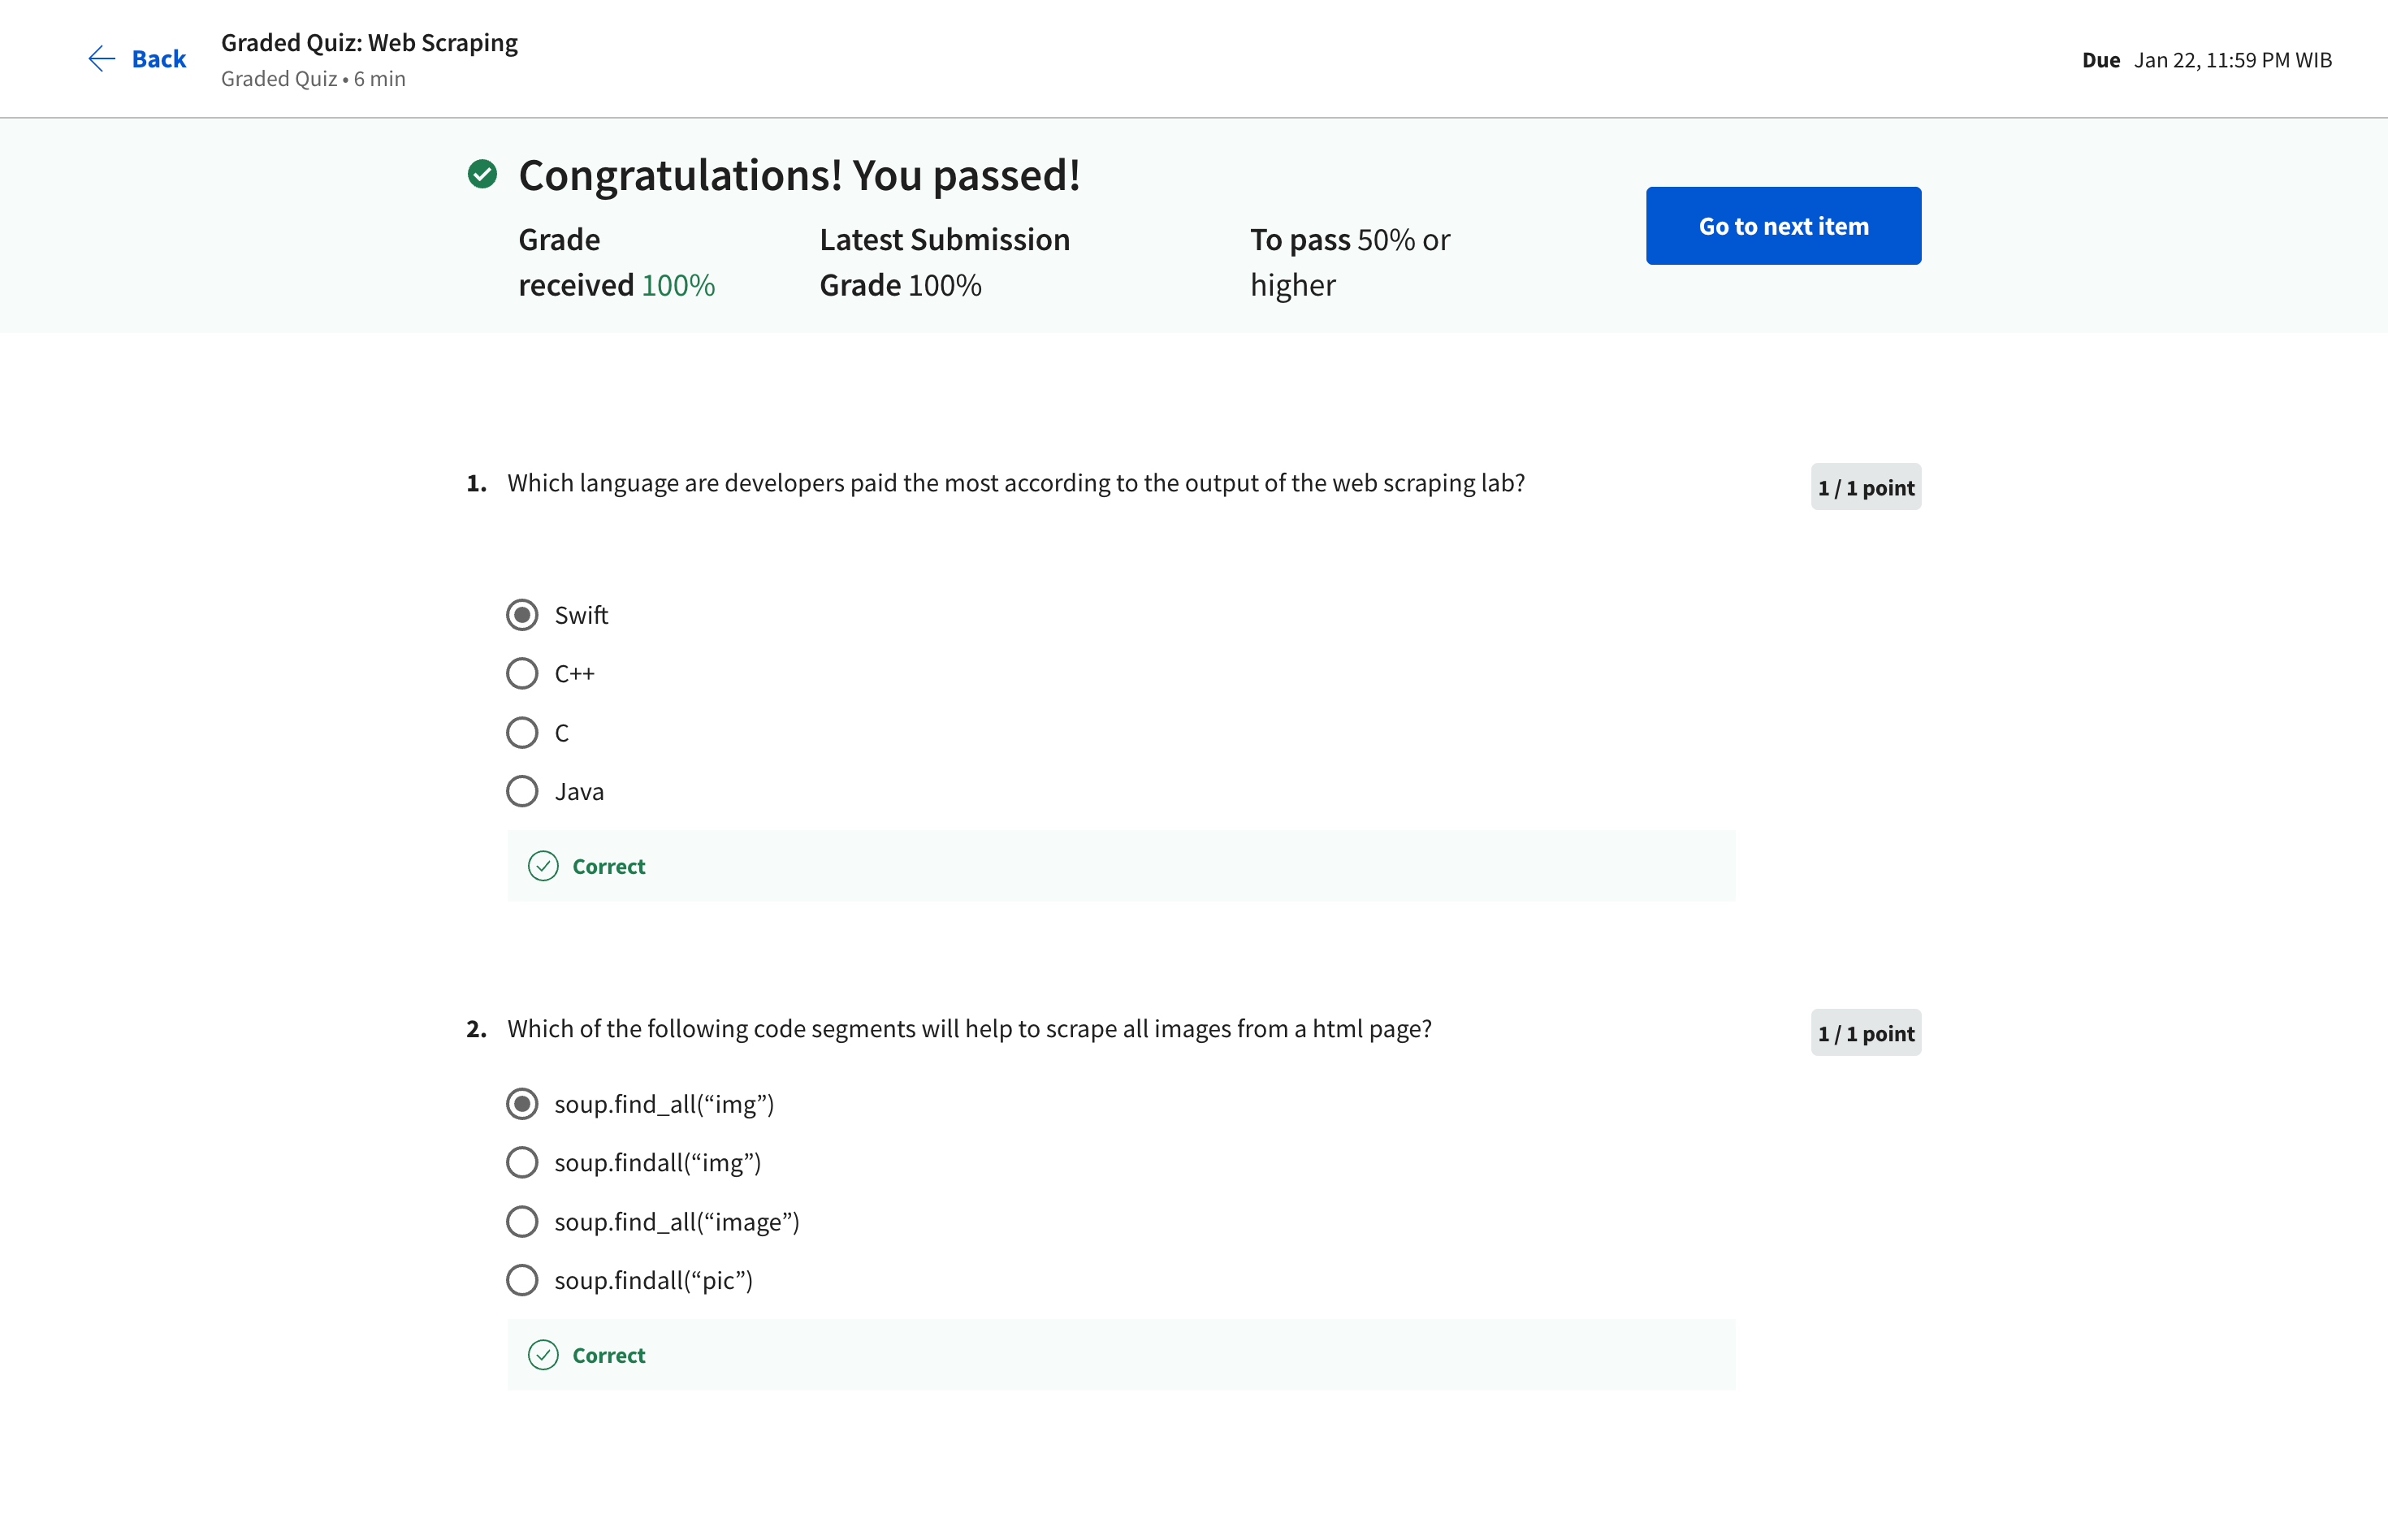 Back
Graded Quiz: Web Scraping
Graded Quiz • 6 min
Due Jan 22, 11:59 PM WIB
Congratulations! You passed!
Grade received 100%
Latest Submission Grade 100%
To pass 50% or higher
Go to next item
1. Which language are developers paid the most according to the output of the web scraping lab?
1 / 1 point
Swift
C++
C
Java
Correct
2. Which of the following code segments will help to scrape all images from a html page?
1 / 1 point
soup.find_all(“img”)
soup.findall(“img”)
soup.find_all(“image”)
soup.findall(“pic”)
Correct